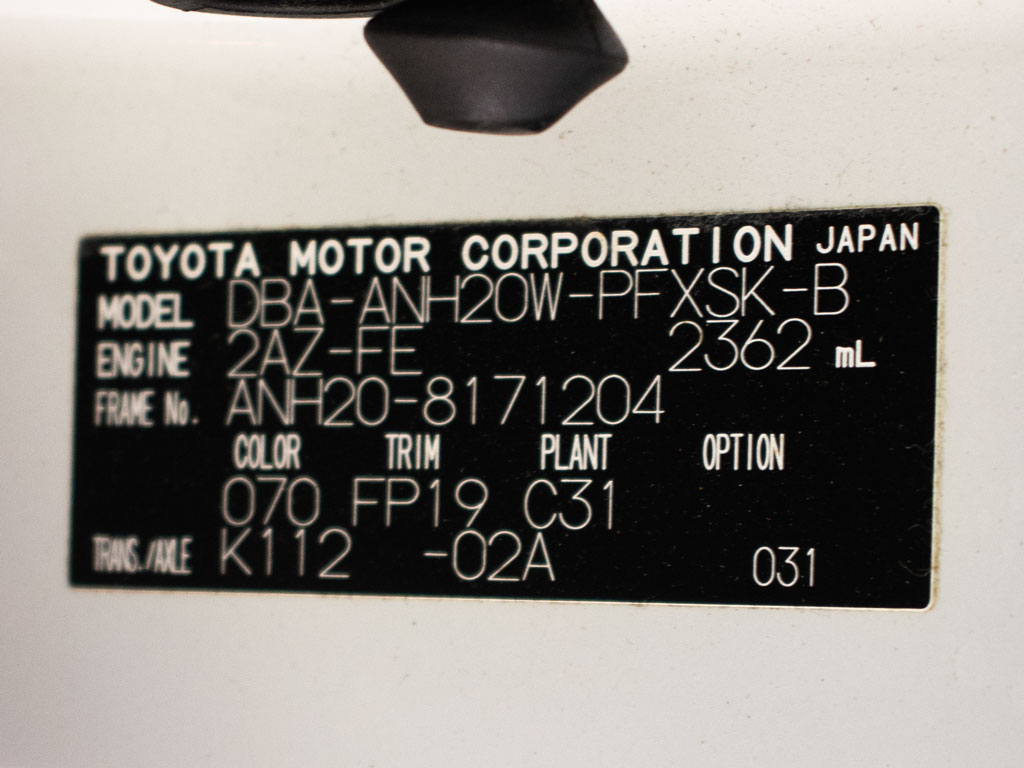 TOYOTA MOTOR CORPORATION JAPAN
MODEL DBA-ANH20W-PFXSK-B
ENGINE 2AZ-FE 2362 mL
FRAME No. ANH20-8171204
COLOR TRIM PLANT OPTION
070 FP19 C31
TRANS./AXLE K112 -02A 031